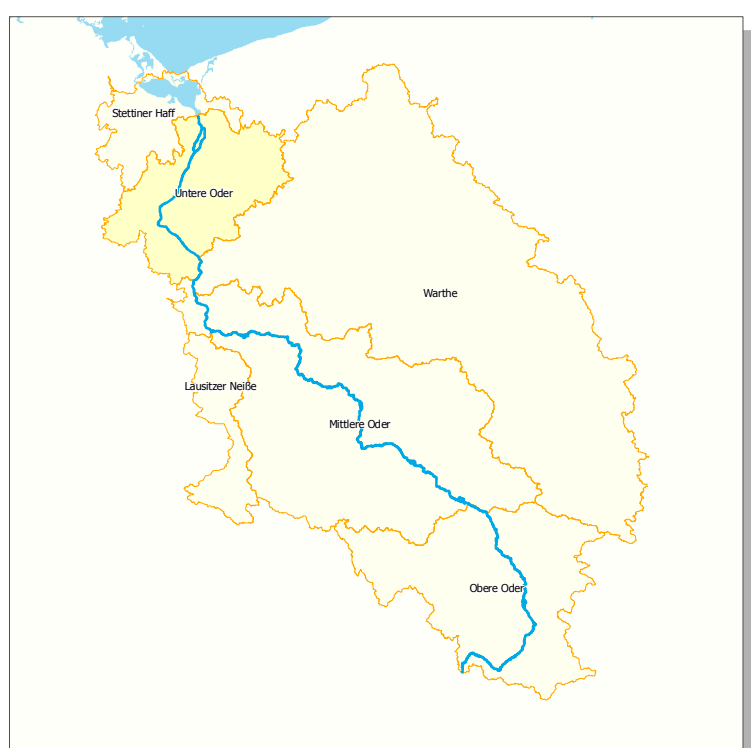 Stettiner Haff
Untere Oder
Warthe
Lausitzer Neiße
Mittlere Oder
Obere Oder